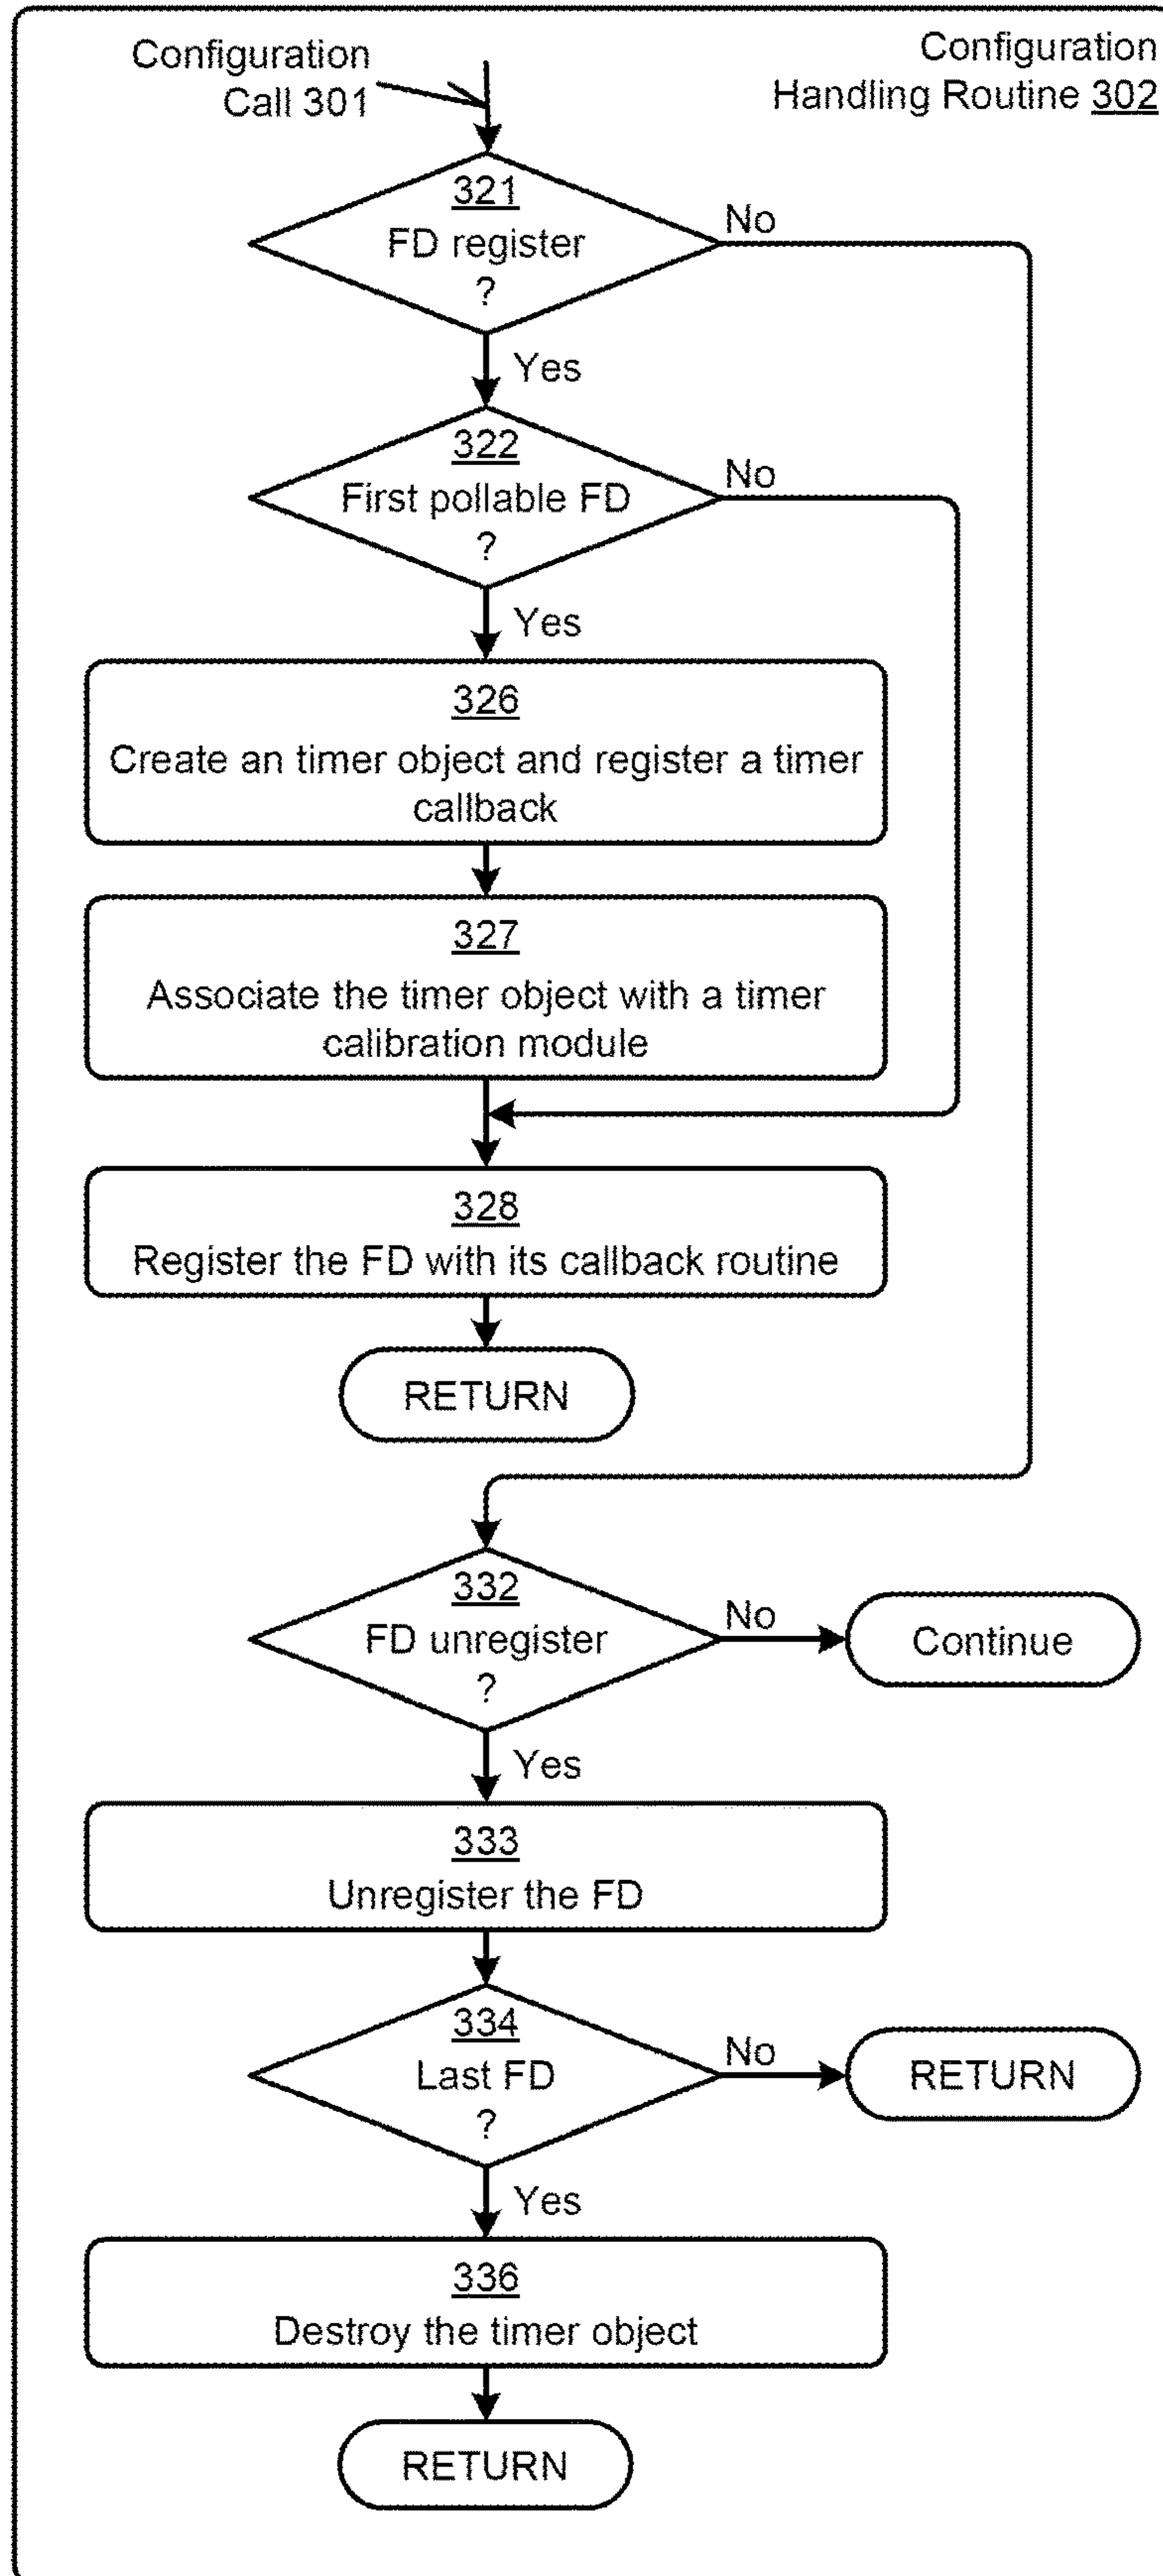 Configuration
Call 301
Configuration
Handling Routine 302
321
FD register
?
No
Yes
322
First pollable FD
?
No
Yes
326
Create an timer object and register a timer
callback
327
Associate the timer object with a timer
calibration module
328
Register the FD with its callback routine
RETURN
332
FD unregister
?
No
Continue
Yes
333
Unregister the FD
334
Last FD
?
No
RETURN
Yes
336
Destroy the timer object
RETURN